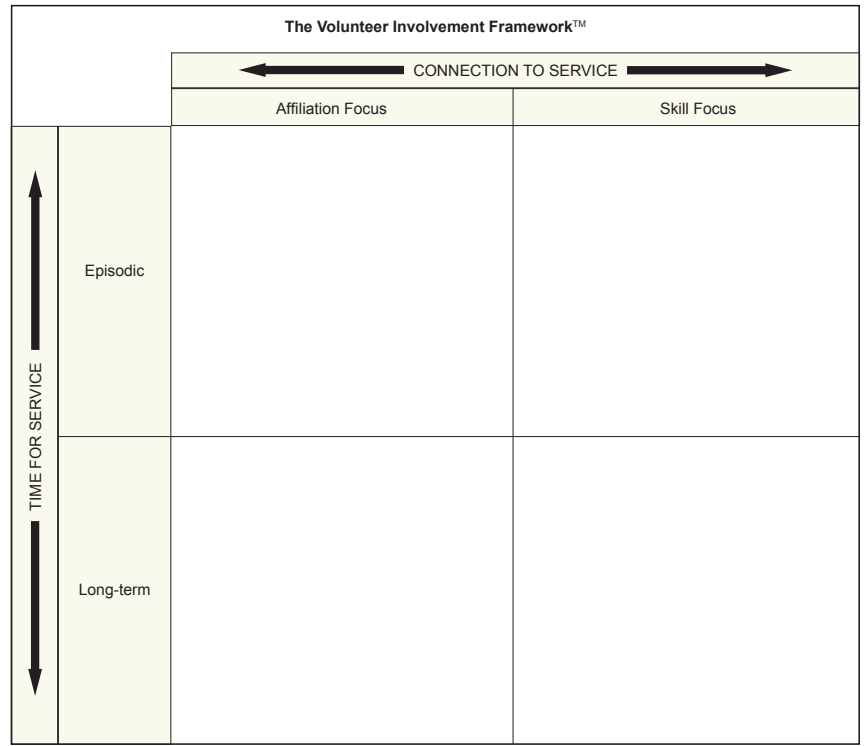 The Volunteer Involvement Framework™
CONNECTION TO SERVICE
Affiliation Focus
Skill Focus
TIME FOR SERVICE
Episodic
Long-term